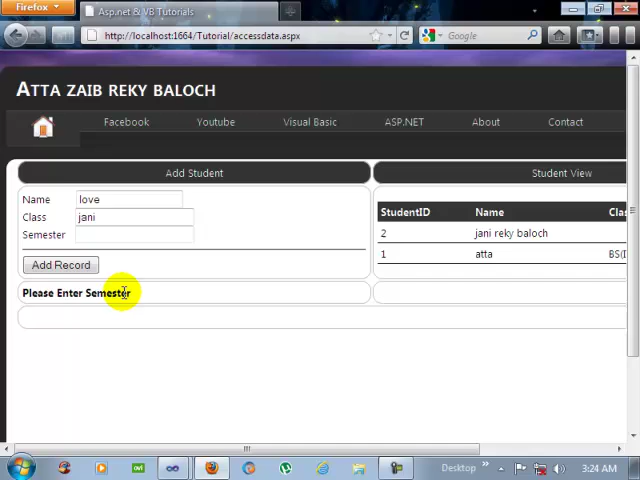 Firefox
Asp.net & VB Tutorials
http://localhost:1664/Tutorial/accessdata.aspx
Google
ATTA ZAIB REKY BALOCH
Facebook Youtube Visual Basic ASP.NET About Contact
Add Student
Student View
Name love
Class jani
Semester
Add Record
Please Enter Semester
StudentID Name Clas
2 jani reky baloch
1 atta BS(I
Desktop
3:24 AM